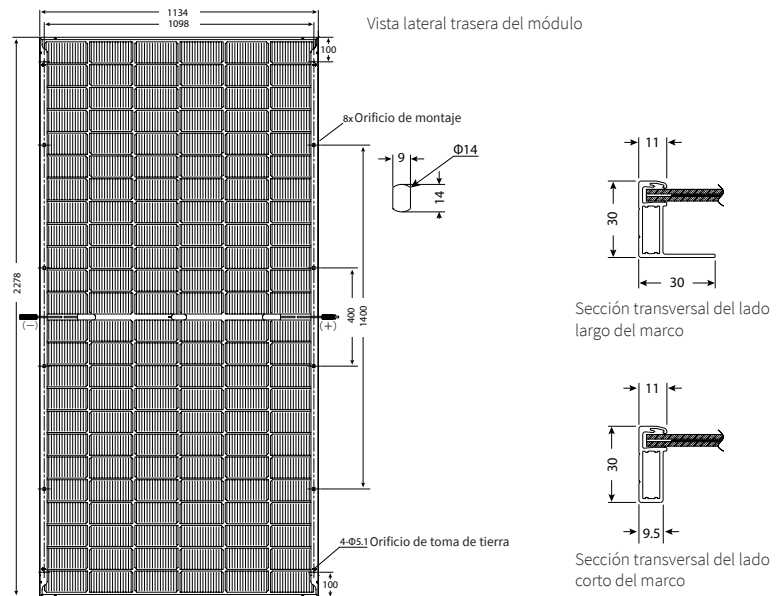 1134
1098
Vista lateral trasera del módulo
100
8xOrificio de montaje
9
Φ14
14
11
30
30
Sección transversal del lado
largo del marco
2278
400
1400
(−)
(+)
11
30
9.5
4-Φ5.1 Orificio de toma de tierra
100
Sección transversal del lado
corto del marco